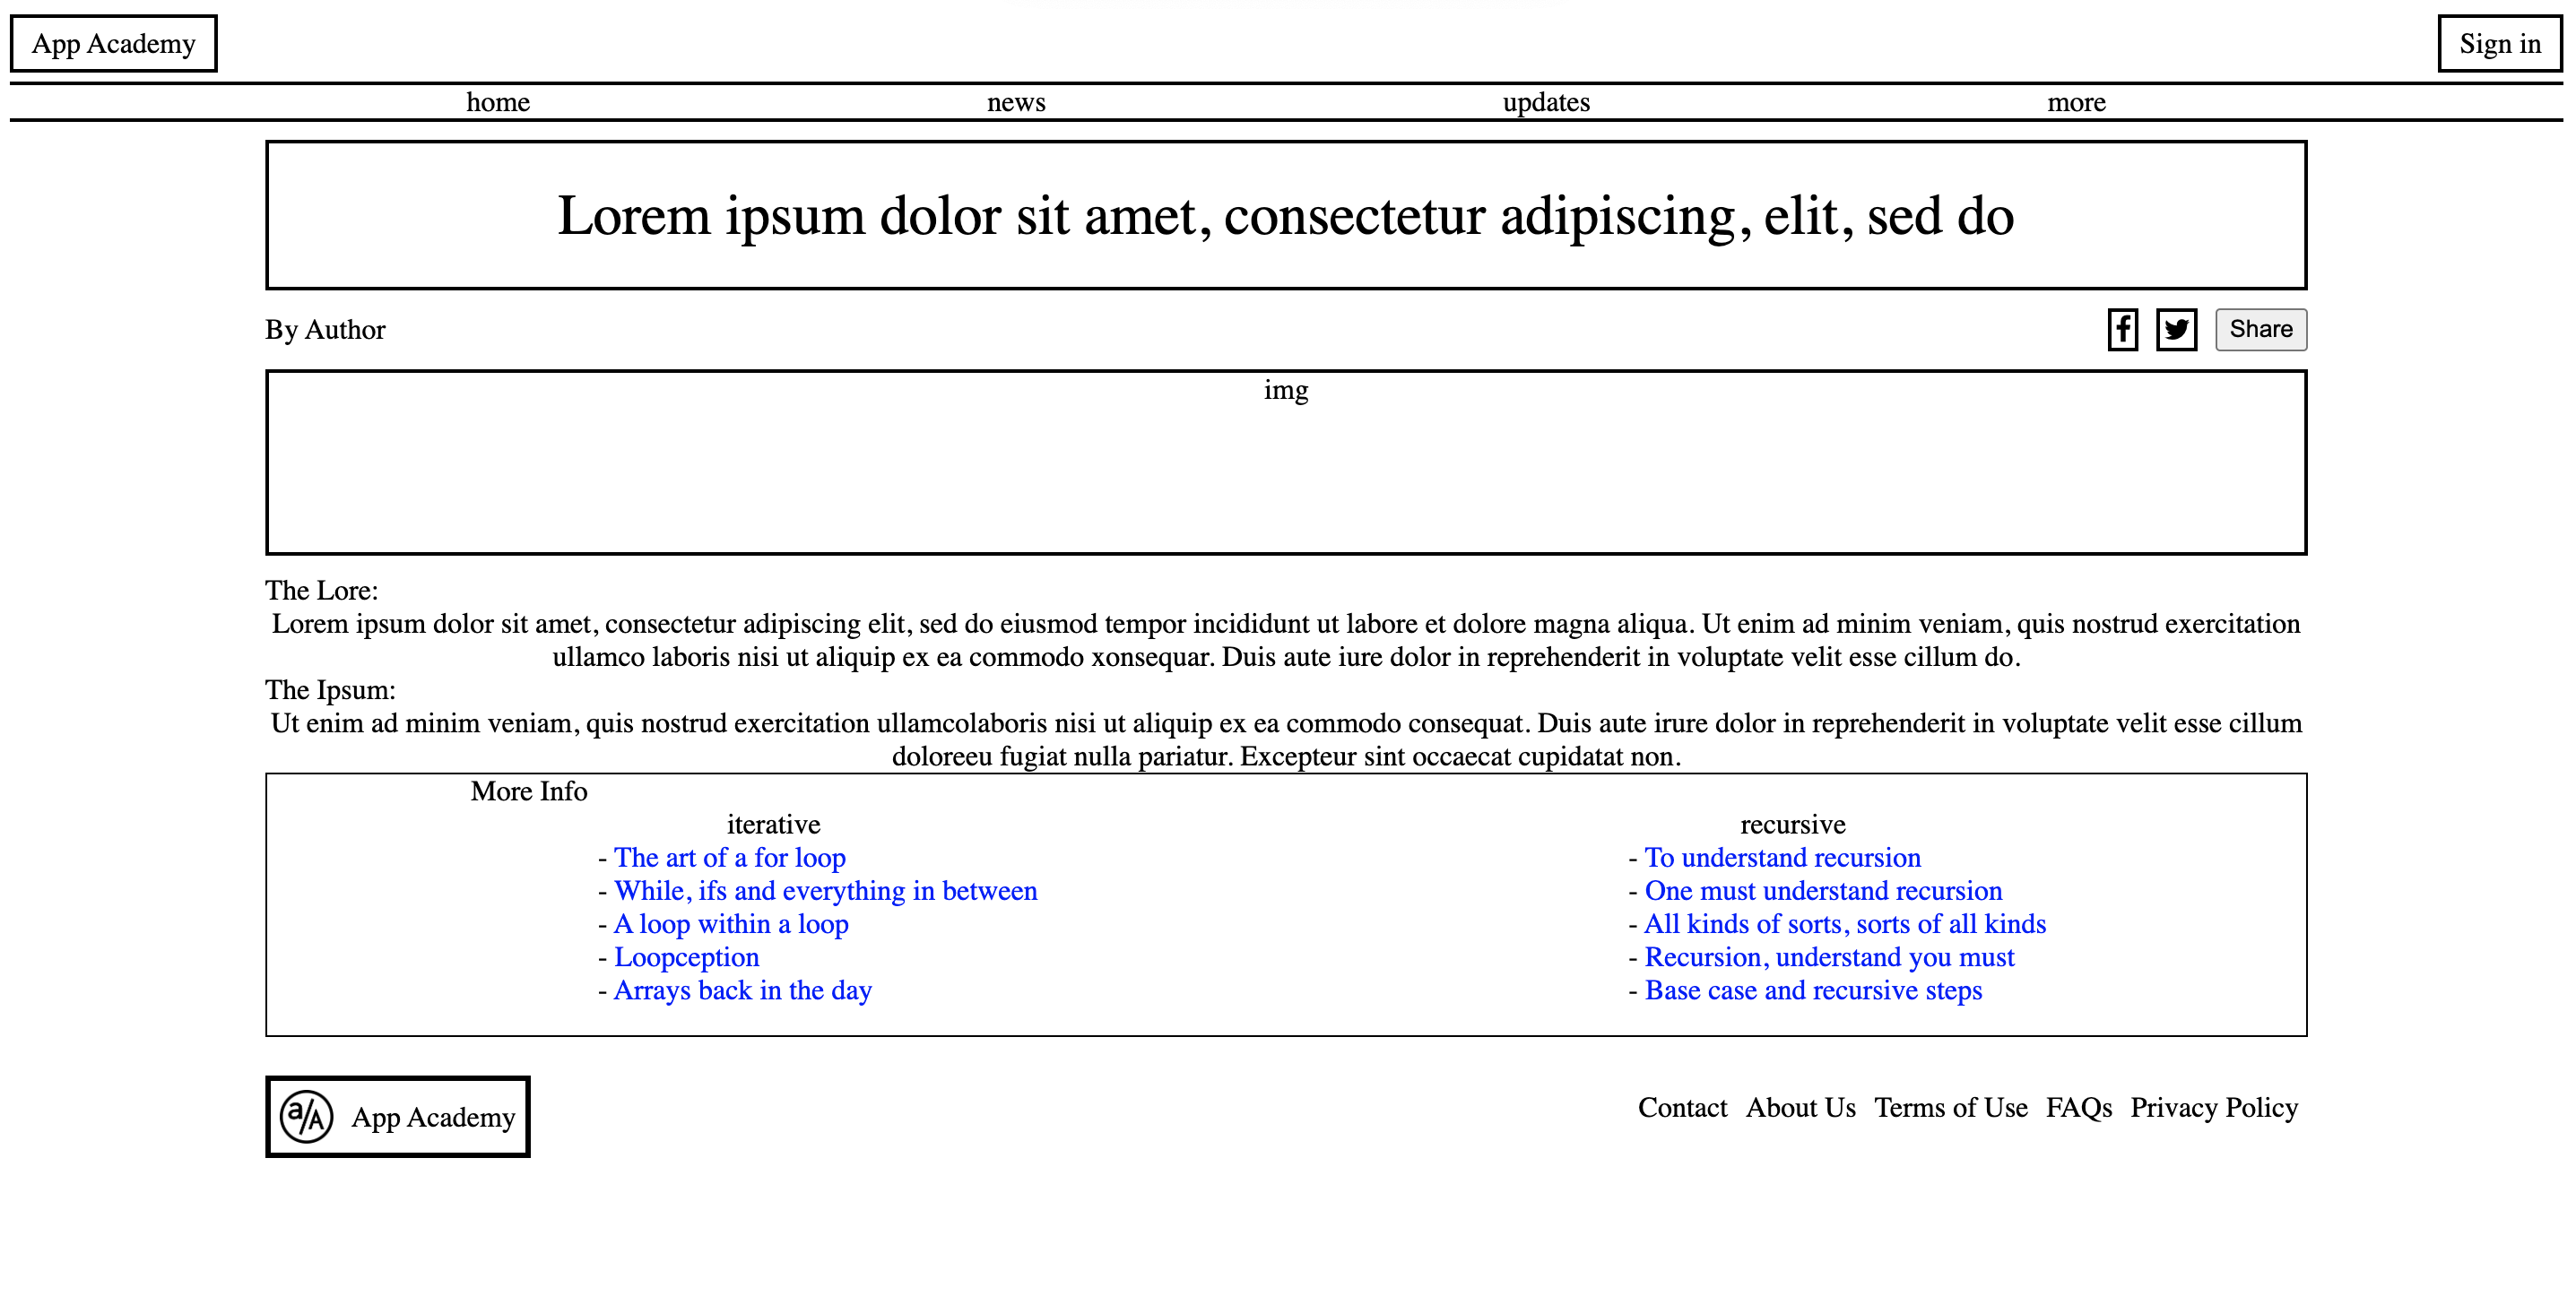 App Academy
Sign in
home news updates more
Lorem ipsum dolor sit amet, consectetur adipiscing, elit, sed do
By Author
f
Share
img
The Lore:
Lorem ipsum dolor sit amet, consectetur adipiscing elit, sed do eiusmod tempor incididunt ut labore et dolore magna aliqua. Ut enim ad minim veniam, quis nostrud exercitation
ullamco laboris nisi ut aliquip ex ea commodo xonsequar. Duis aute iure dolor in reprehenderit in voluptate velit esse cillum do.
The Ipsum:
Ut enim ad minim veniam, quis nostrud exercitation ullamcolaboris nisi ut aliquip ex ea commodo consequat. Duis aute irure dolor in reprehenderit in voluptate velit esse cillum
doloreeu fugiat nulla pariatur. Excepteur sint occaecat cupidatat non.
More Info
iterative
- The art of a for loop
- While, ifs and everything in between
- A loop within a loop
- Loopception
- Arrays back in the day
recursive
- To understand recursion
- One must understand recursion
- All kinds of sorts, sorts of all kinds
- Recursion, understand you must
- Base case and recursive steps
a/A App Academy
Contact About Us Terms of Use FAQs Privacy Policy